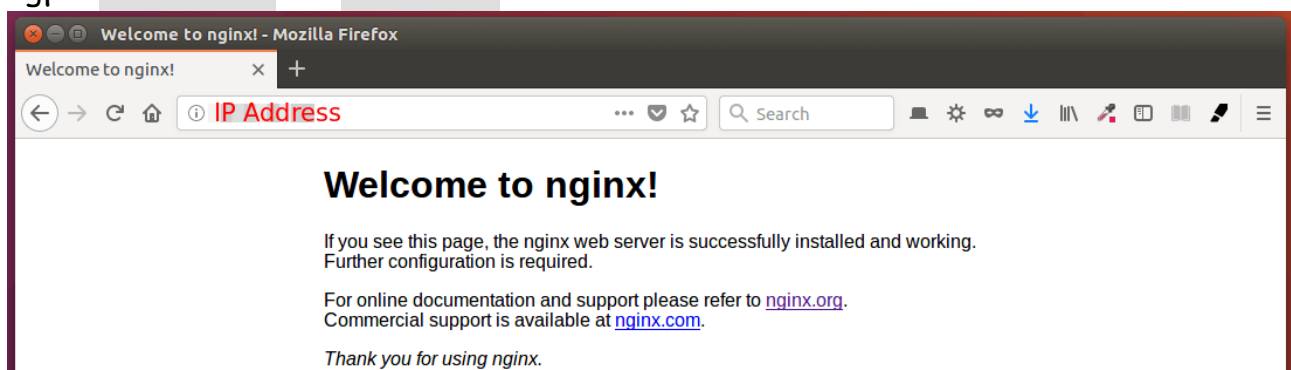 Welcome to nginx! - Mozilla Firefox
Welcome to nginx!
IP Address
Search
Welcome to nginx!
If you see this page, the nginx web server is successfully installed and working.
Further configuration is required.
For online documentation and support please refer to nginx.org.
Commercial support is available at nginx.com.
Thank you for using nginx.